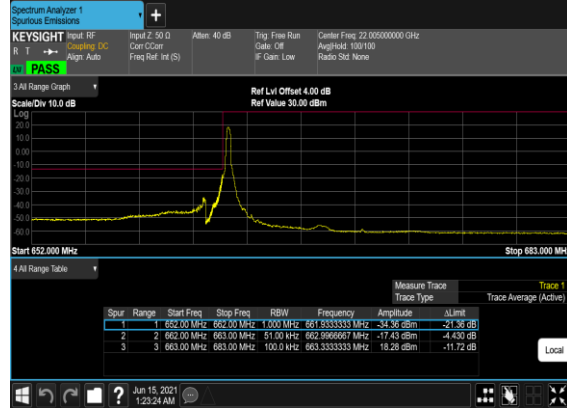 Spectrum Analyzer 1
Spurious Emissions
+
KEYSIGHT Input: RF Input Z: 50 Ω Atten: 40 dB Trig: Free Run Center Freq: 22.005000000 GHz
R T Coupling: DC Corr CCorr Gate: Off Avg|Hold: 100/100
Align: Auto Freq Ref: Int (S) IF Gain: Low Radio Std: None
PASS
3 All Range Graph
Ref Lvl Offset 4.00 dB
Scale/Div 10.0 dB Ref Value 30.00 dBm
Log
20.0
10.0
0.00
-10.0
-20.0
-30.0
-40.0
-50.0
-60.0
Start 652.000 MHz Stop 683.000 MHz
4 All Range Table
Measure Trace Trace 1
Trace Type Trace Average (Active)
Spur Range Start Freq Stop Freq RBW Frequency Amplitude ΔLimit
1 1 652.00 MHz 662.00 MHz 1.000 MHz 661.9333333 MHz -34.36 dBm -21.36 dB
2 2 662.00 MHz 663.00 MHz 51.00 kHz 662.9966667 MHz -17.43 dBm -4.430 dB
3 3 663.00 MHz 683.00 MHz 100.0 kHz 663.3333333 MHz 18.28 dBm -11.72 dB
Local
? Jun 15, 2021
1:23:24 AM